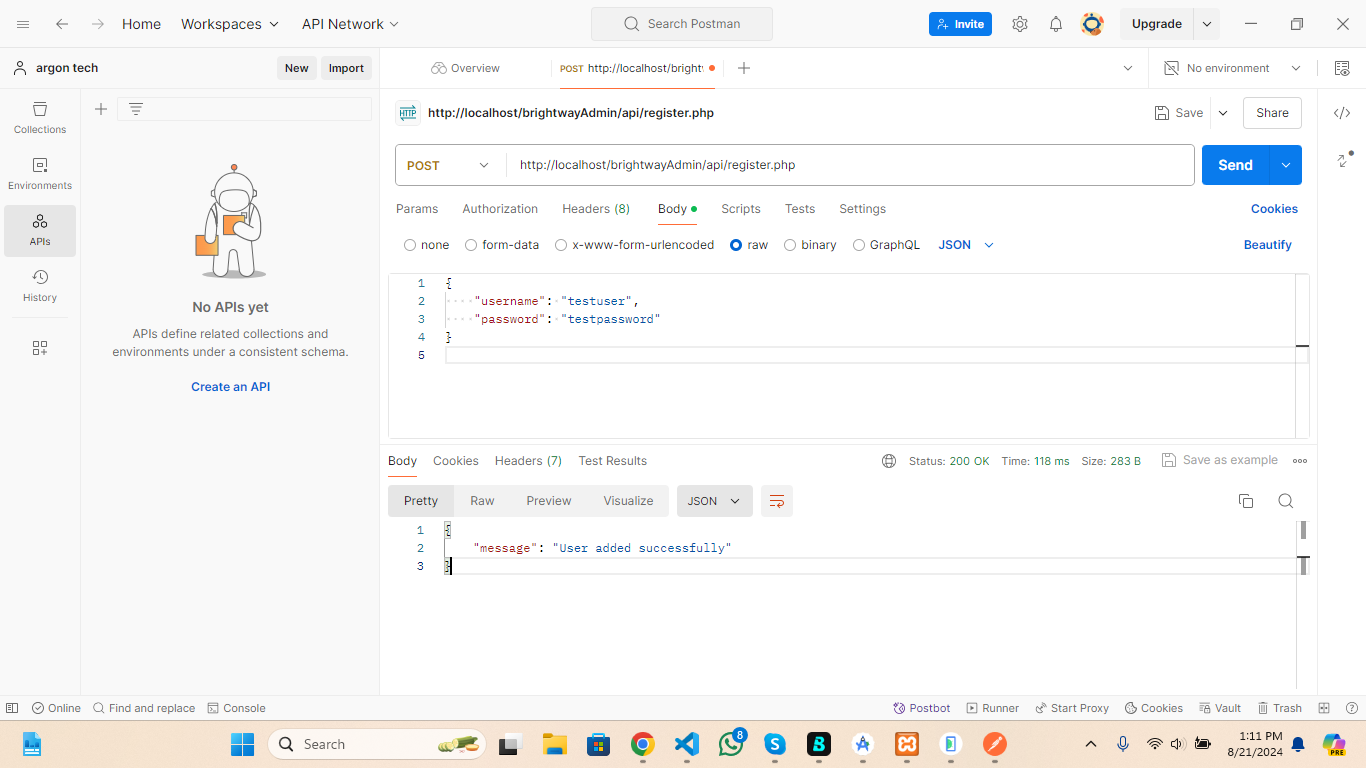 Home Workspaces API Network Search Postman Invite Upgrade
argon tech New Import Overview POST http://localhost/bright No environment
http://localhost/brightwayAdmin/api/register.php Save Share
Collections
Environments
APIs
History
No APIs yet
APIs define related collections and
environments under a consistent schema.
Create an API
POST http://localhost/brightwayAdmin/api/register.php Send
Params Authorization Headers (8) Body Scripts Tests Settings Cookies
none form-data x-www-form-urlencoded raw binary GraphQL JSON Beautify
1 {
2 "username": "testuser",
3 "password": "testpassword"
4 }
5
Body Cookies Headers (7) Test Results Status: 200 OK Time: 118 ms Size: 283 B Save as example
Pretty Raw Preview Visualize JSON
1 {
2 "message": "User added successfully"
3 }
Online Find and replace Console Postbot Runner Start Proxy Cookies Vault Trash
Search 8 1:11 PM
8/21/2024
PRE